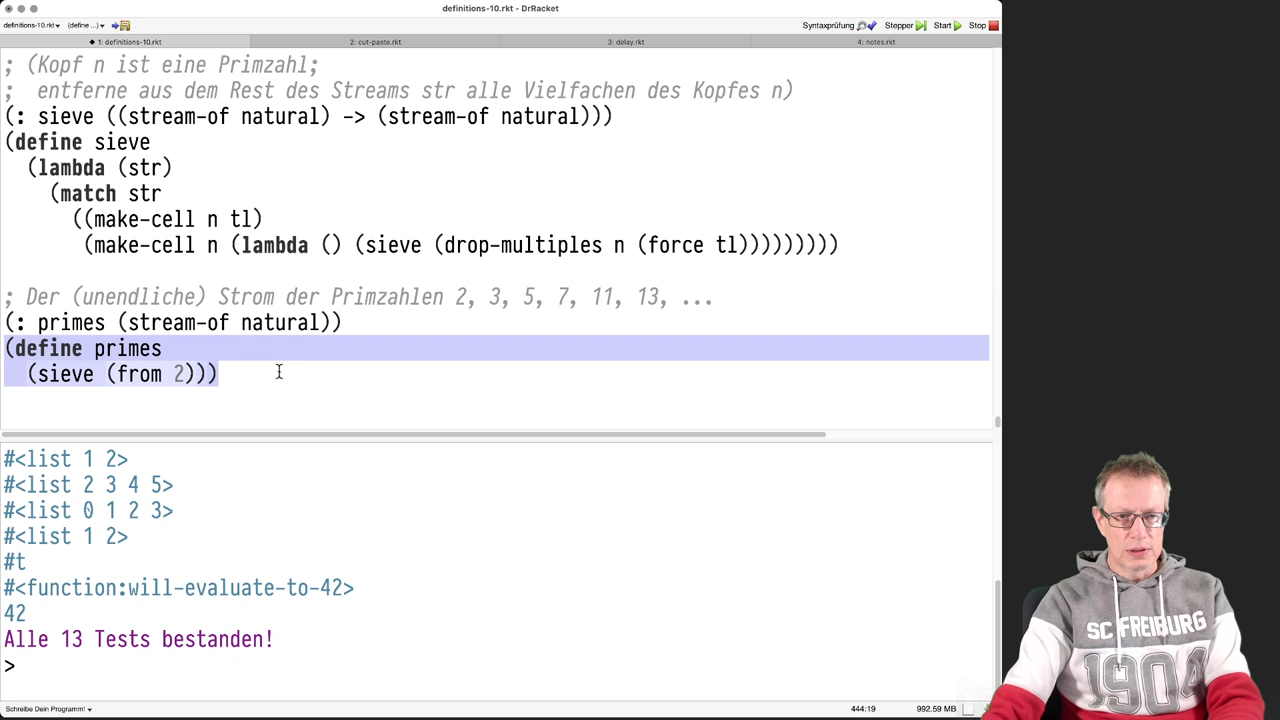 definitions-10.rkt - DrRacket
definitions-10.rkt▾ (define ...)▾ Syntaxprüfung Stepper Start Stop
◆ 1: definitions-10.rkt 2: cut-paste.rkt 3: delay.rkt 4: notes.rkt
; (Kopf n ist eine Primzahl;
;  entferne aus dem Rest des Streams str alle Vielfachen des Kopfes n)
(: sieve ((stream-of natural) -> (stream-of natural)))
(define sieve
  (lambda (str)
    (match str
      ((make-cell n tl)
       (make-cell n (lambda () (sieve (drop-multiples n (force tl)))))))))
; Der (unendliche) Strom der Primzahlen 2, 3, 5, 7, 11, 13, ...
(: primes (stream-of natural))
(define primes
  (sieve (from 2)))
#<list 1 2>
#<list 2 3 4 5>
#<list 0 1 2 3>
#<list 1 2>
#t
#<function:will-evaluate-to-42>
42
Alle 13 Tests bestanden!
>
Schreibe Dein Programm!▾ 444:19 992.59 MB
SC FREIBURG
1904